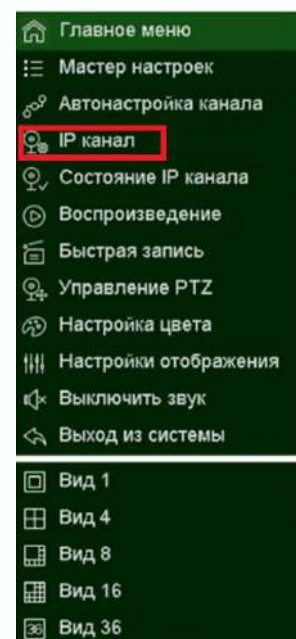 Главное меню
Мастер настроек
Автонастройка канала
IP канал
Состояние IP канала
Воспроизведение
Быстрая запись
Управление PTZ
Настройка цвета
Настройки отображения
Выключить звук
Выход из системы
Вид 1
Вид 4
Вид 8
Вид 16
36 Вид 36